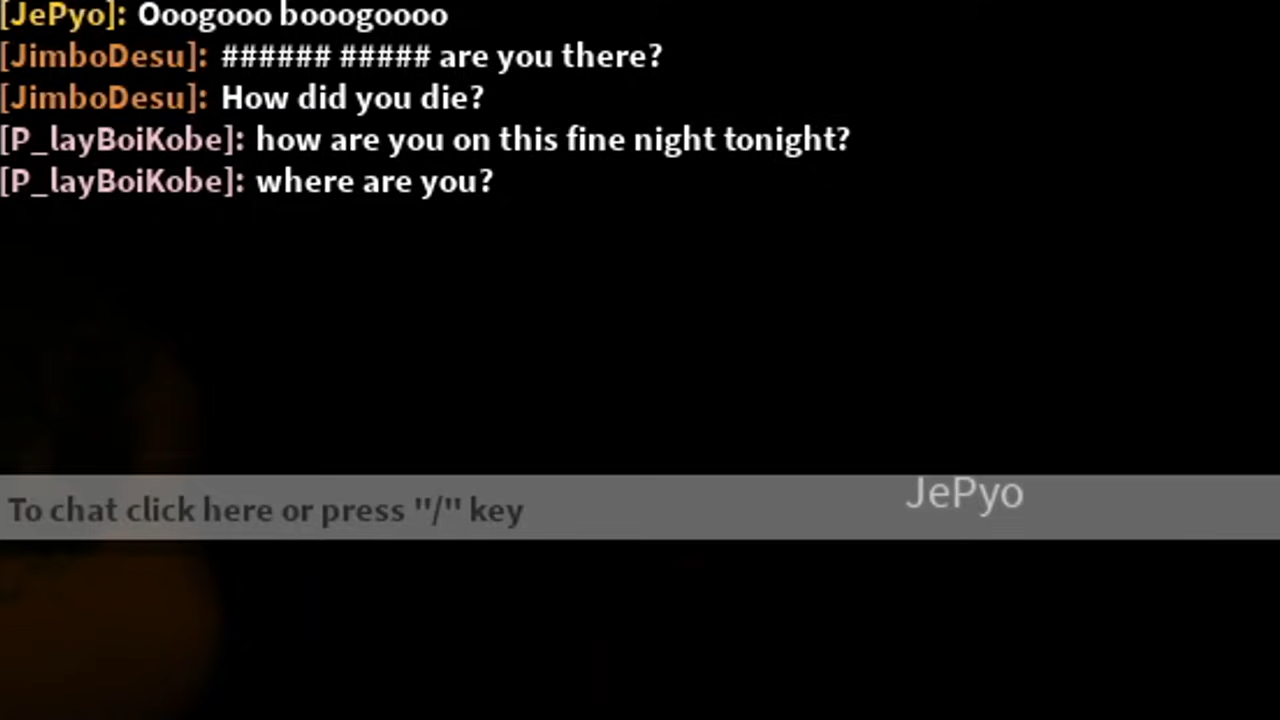 [JePyo]: Ooogooo booogoooo
[JimboDesu]: ###### ##### are you there?
[JimboDesu]: How did you die?
[P_layBoiKobe]: how are you on this fine night tonight?
[P_layBoiKobe]: where are you?
JePyo
To chat click here or press "/" key